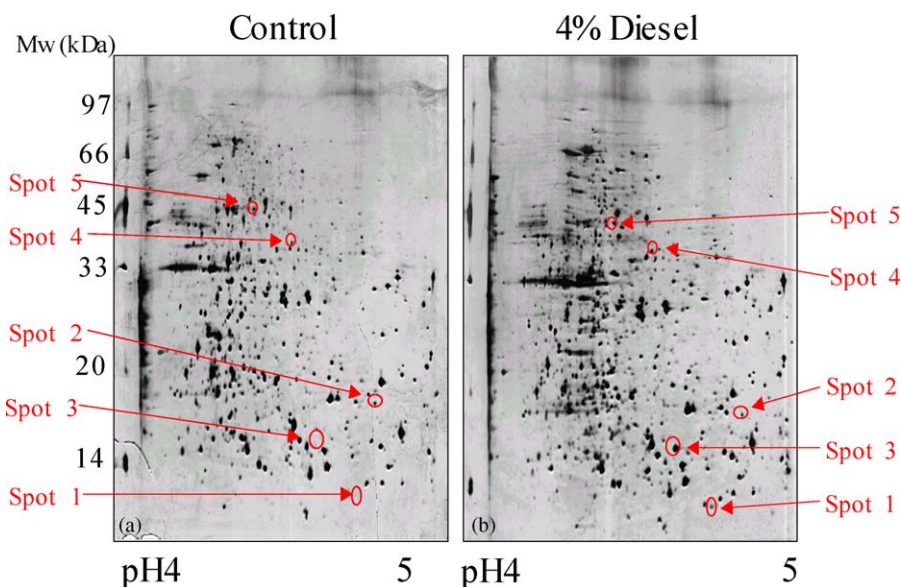 Control
4% Diesel
Mw (kDa)
97
66
Spot 5
45
Spot 4
33
Spot 2
20
Spot 3
14
Spot 1
(a)
Spot 5
Spot 4
Spot 2
Spot 3
Spot 1
(b)
pH4
5
pH4
5